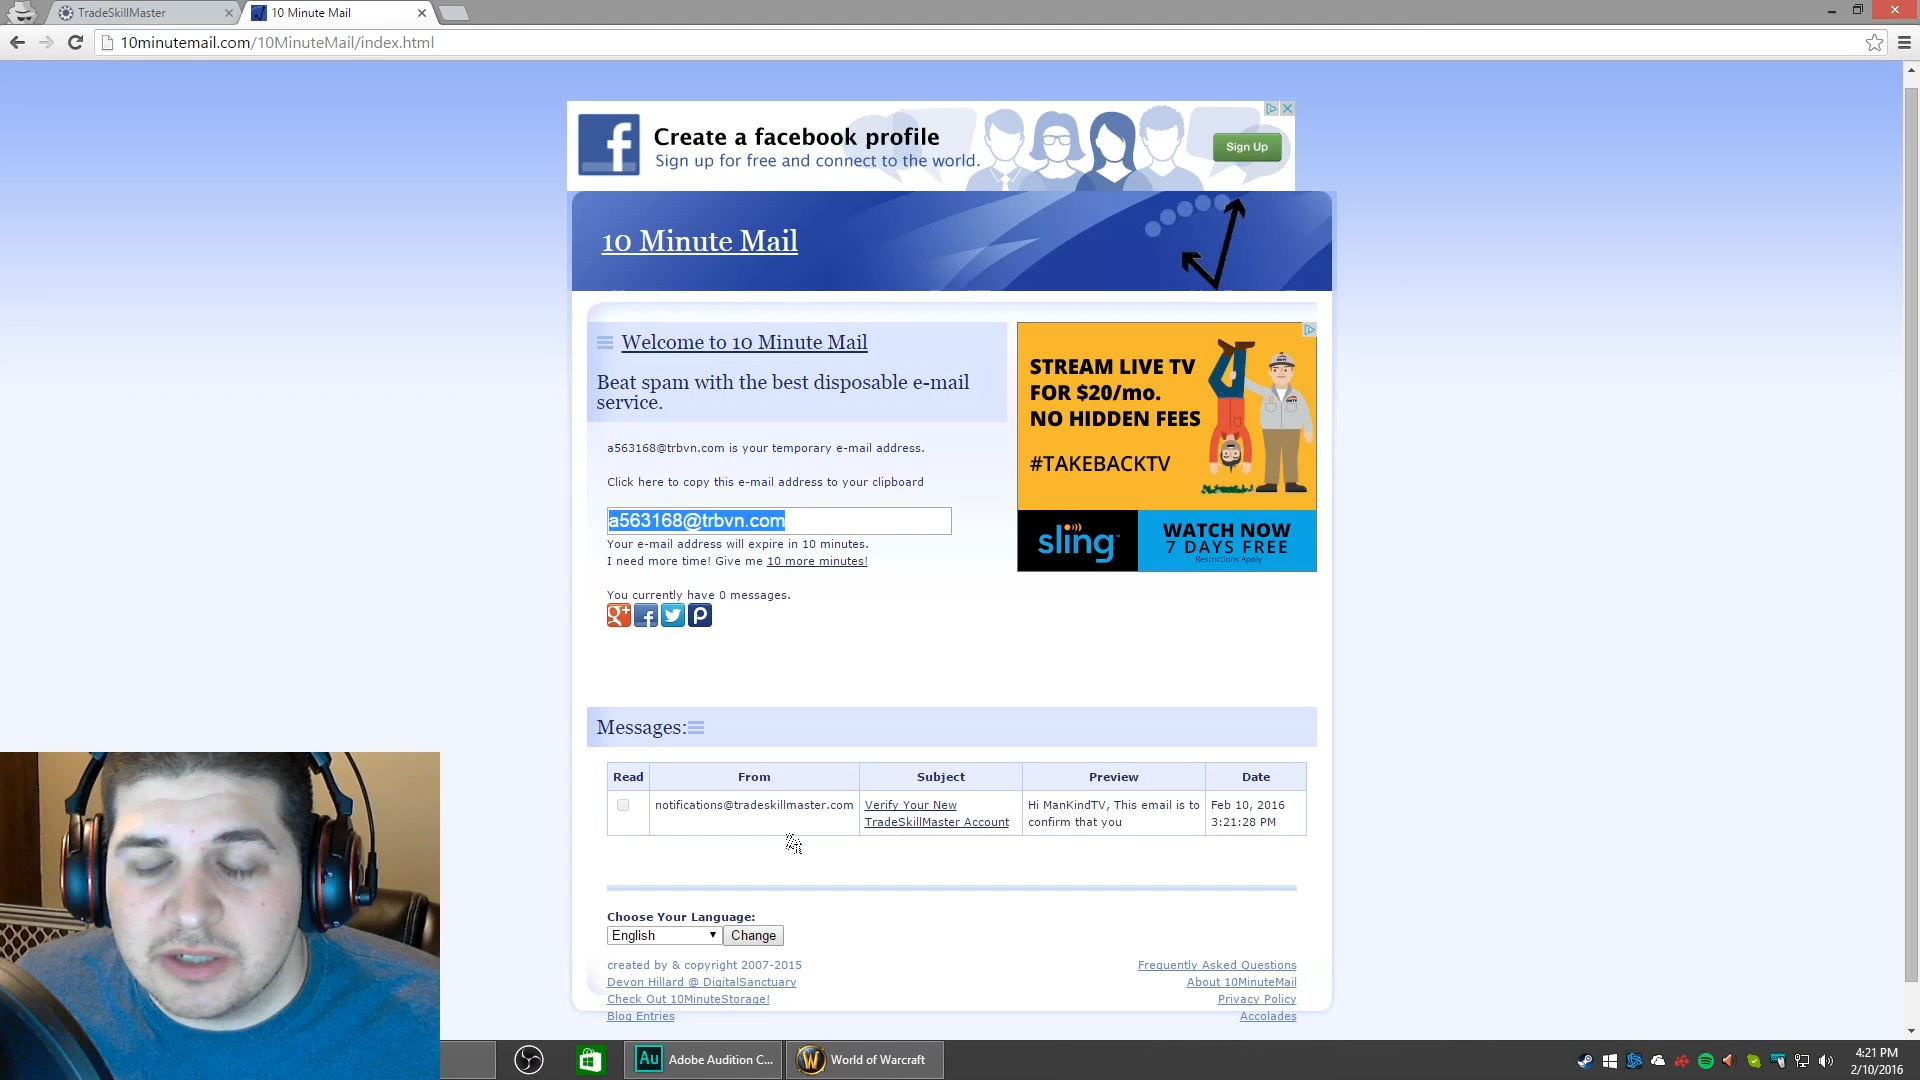 TradeSkillMaster
10 Minute Mail
10minutemail.com/10MinuteMail/index.html
Create a facebook profile
Sign up for free and connect to the world.
Sign Up
10 Minute Mail
Welcome to 10 Minute Mail
Beat spam with the best disposable e-mail
service.
a563168@trbvn.com is your temporary e-mail address.
Click here to copy this e-mail address to your clipboard
a563168@trbvn.com
Your e-mail address will expire in 10 minutes.
I need more time! Give me 10 more minutes!
You currently have 0 messages.
STREAM LIVE TV
FOR $20/mo.
NO HIDDEN FEES
#TAKEBACKTV
sling
WATCH NOW
7 DAYS FREE
Restrictions Apply
Messages:
Read From Subject Preview Date
notifications@tradeskillmaster.com
Verify Your New
TradeSkillMaster Account
Hi ManKindTV, This email is to
confirm that you
Feb 10, 2016
3:21:28 PM
Choose Your Language:
English Change
created by & copyright 2007-2015
Devon Hillard @ DigitalSanctuary
Check Out 10MinuteStorage!
Blog Entries
Frequently Asked Questions
About 10MinuteMail
Privacy Policy
Accolades
Au Adobe Audition C...
World of Warcraft
4:21 PM
2/10/2016